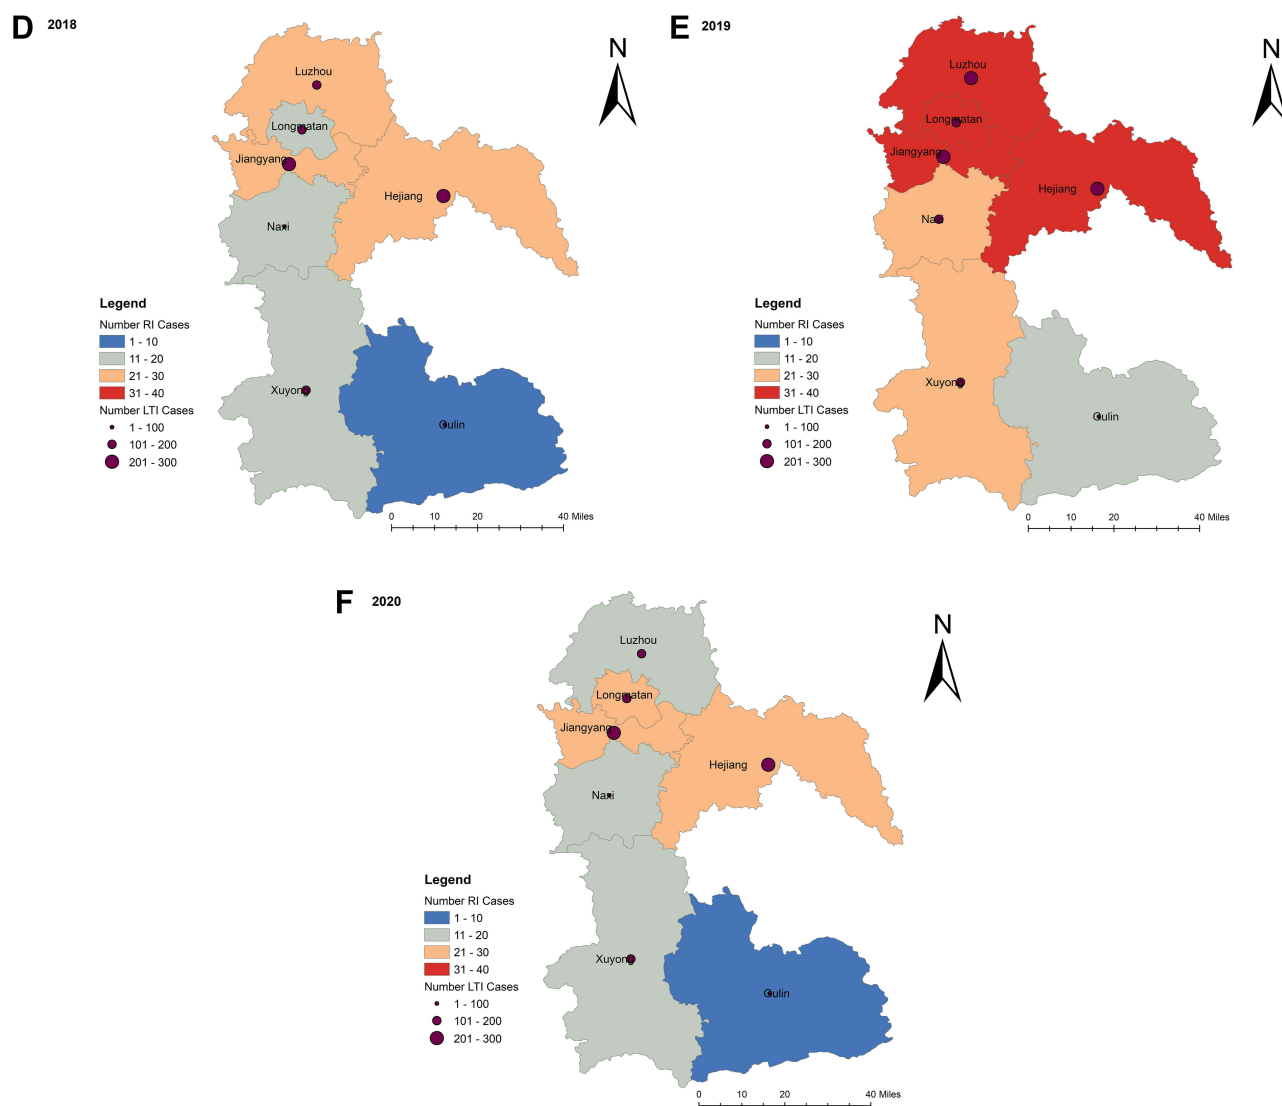 D 2018
N
Luzhou
Longmatan
Jiangyang
Hejiang
Naxi
Xuyong
Gulin
Legend
Number RI Cases
1 - 10
11 - 20
21 - 30
31 - 40
Number LTI Cases
1 - 100
101 - 200
201 - 300
0 10 20 40 Miles
E 2019
N
Luzhou
Longmatan
Jiangyang
Hejiang
Naxi
Xuyong
Gulin
Legend
Number RI Cases
1 - 10
11 - 20
21 - 30
31 - 40
Number LTI Cases
1 - 100
101 - 200
201 - 300
0 10 20 40 Miles
F 2020
N
Luzhou
Longmatan
Jiangyang
Hejiang
Naxi
Xuyong
Gulin
Legend
Number RI Cases
1 - 10
11 - 20
21 - 30
31 - 40
Number LTI Cases
1 - 100
101 - 200
201 - 300
0 10 20 40 Miles